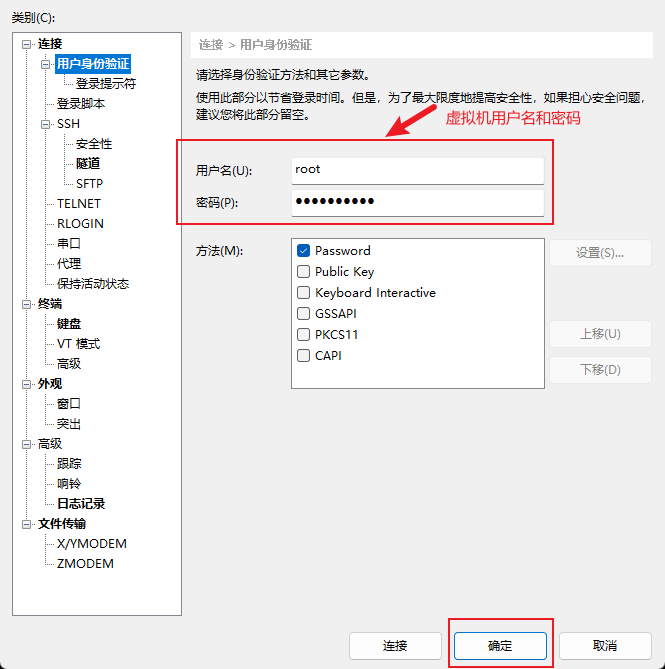 类别(C):
连接
用户身份验证
登录提示符
登录脚本
SSH
安全性
隧道
SFTP
TELNET
RLOGIN
串口
代理
保持活动状态
终端
键盘
VT 模式
高级
外观
窗口
突出
高级
跟踪
响铃
日志记录
文件传输
X/YMODEM
ZMODEM
连接 > 用户身份验证
请选择身份验证方法和其它参数。
使用此部分以节省登录时间。但是，为了最大限度地提高安全性，如果担心安全问题，
建议您将此部分留空。
虚拟机用户名和密码
用户名(U):
root
密码(P):
●●●●●●●●●●
方法(M):
Password
Public Key
Keyboard Interactive
GSSAPI
PKCS11
CAPI
设置(S)...
上移(U)
下移(D)
连接
确定
取消